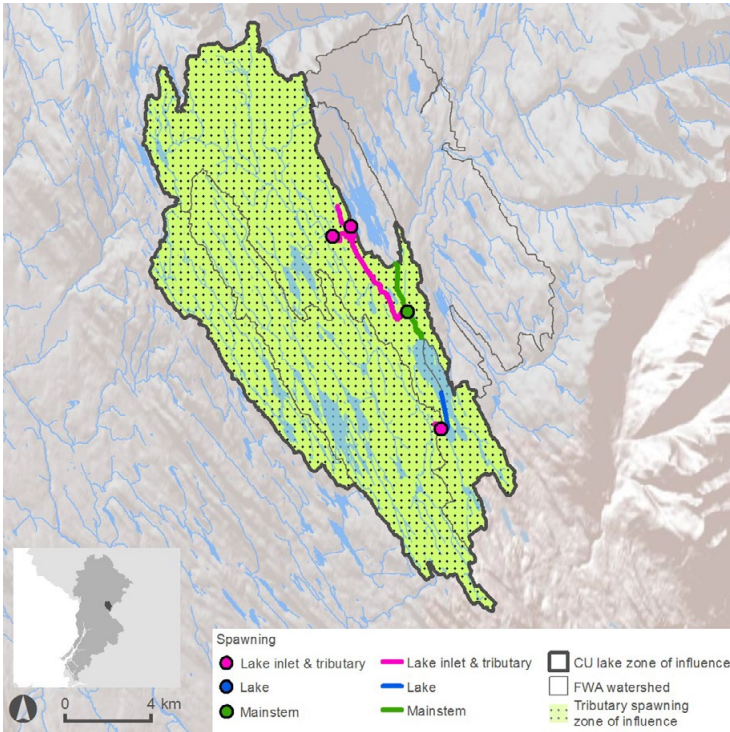 Spawning
Lake inlet & tributary
Lake
Mainstem
Lake inlet & tributary
Lake
Mainstem
CU lake zone of influence
FWA watershed
Tributary spawning
zone of influence
0 4 km